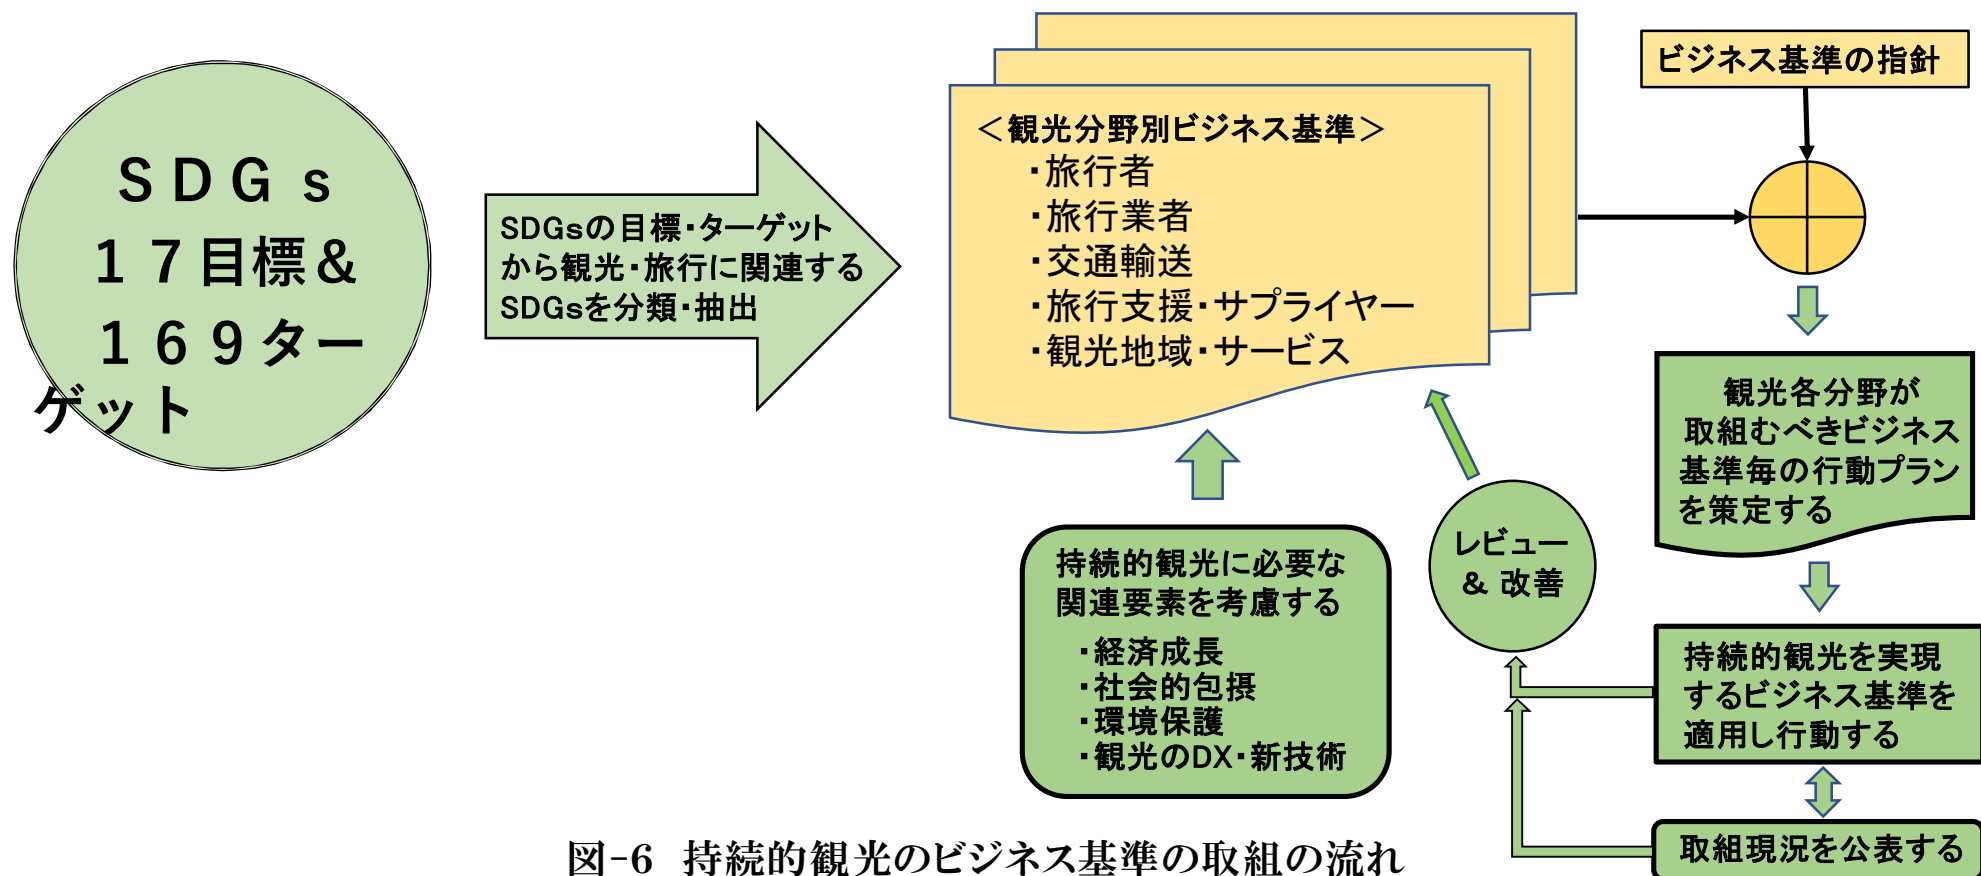 SDGs
17目標&
169ター
ゲット
SDGsの目標・ターゲット
から観光・旅行に関連する
SDGsを分類・抽出
<観光分野別ビジネス基準>
・旅行者
・旅行業者
・交通輸送
・旅行支援・サプライヤー
・観光地域・サービス
ビジネス基準の指針
観光各分野が
取組むべきビジネス
基準毎の行動プラン
を策定する
持続的観光に必要な
関連要素を考慮する
・経済成長
・社会的包摂
・環境保護
・観光のDX・新技術
レビュー
& 改善
持続的観光を実現
するビジネス基準を
適用し行動する
取組現況を公表する
図-6 持続的観光のビジネス基準の取組の流れ